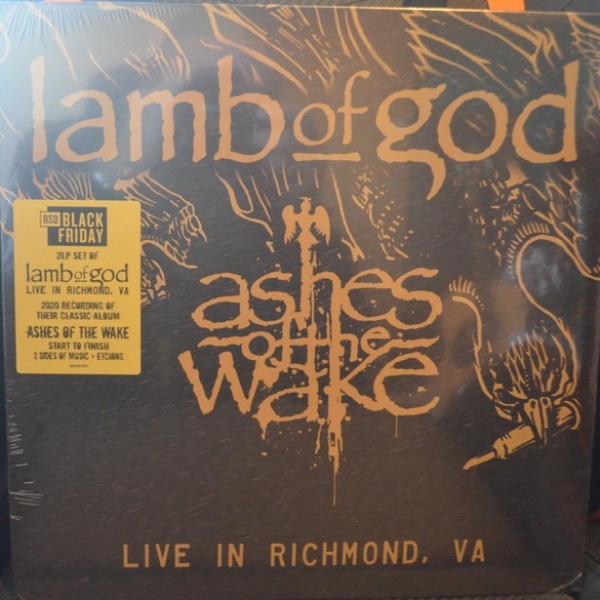 lamb of god
RSD BLACK
FRIDAY
2LP SET OF
lamb of god
LIVE IN RICHMOND, VA
2020 RECORDING OF
THEIR CLASSIC ALBUM
ASHES OF THE WAKE
START TO FINISH
3 SIDES OF MUSIC + ETCHING
ashes
of the
wake
LIVE IN RICHMOND, VA